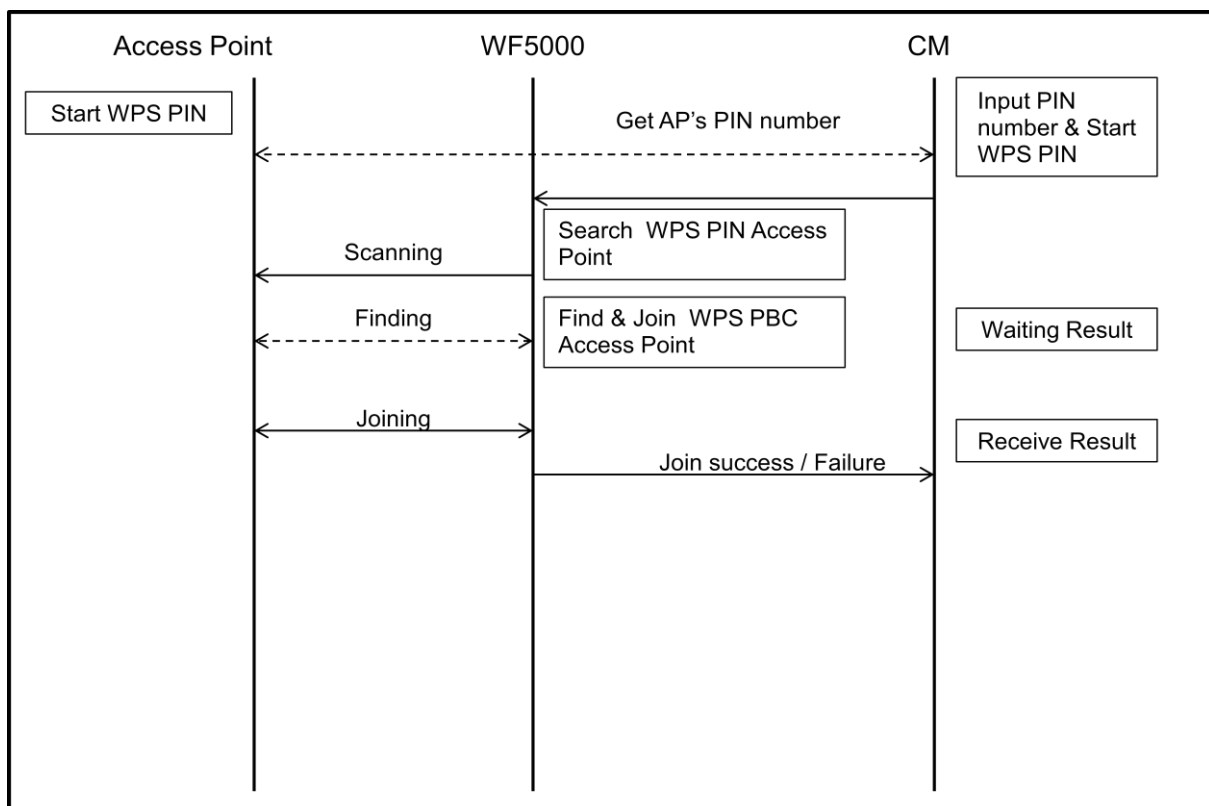 Access Point
WF5000
CM
Start WPS PIN
Get AP's PIN number
Input PIN
number & Start
WPS PIN
Search WPS PIN Access
Point
Scanning
Finding
Find & Join WPS PBC
Access Point
Waiting Result
Joining
Receive Result
Join success / Failure